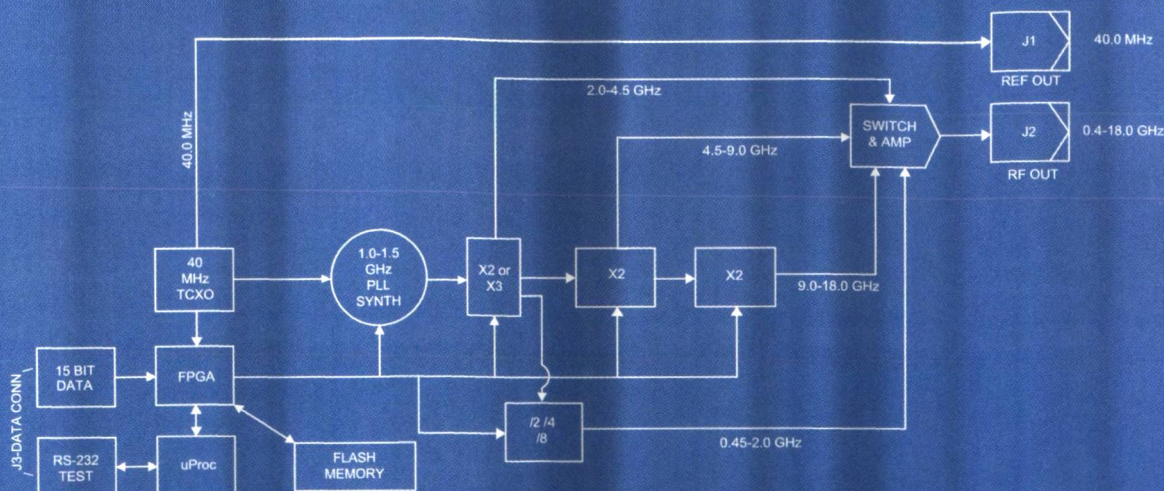 J1
40.0 MHz
REF OUT
2.0-4.5 GHz
SWITCH
& AMP
J2
0.4-18.0 GHz
RF OUT
40.0 MHz
4.5-9.0 GHz
40
MHz
TCXO
1.0-1.5
GHz
PLL
SYNTH
X2 or
X3
X2
X2
9.0-18.0 GHz
J3-DATA CONN
15 BIT
DATA
FPGA
/2 /4
/8
0.45-2.0 GHz
RS-232
TEST
uProc
FLASH
MEMORY